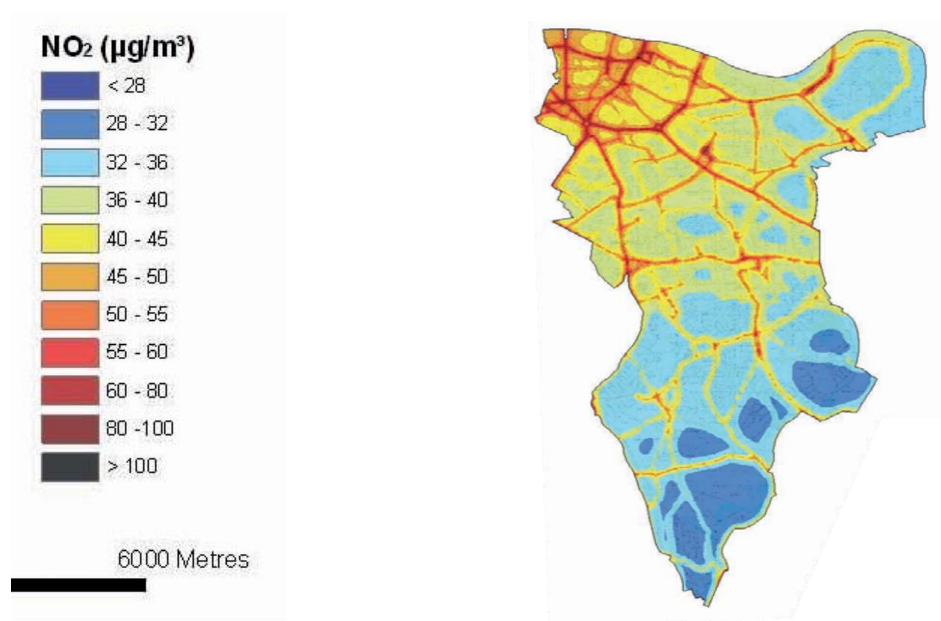 NO₂ (µg/m³)
< 28
28 - 32
32 - 36
36 - 40
40 - 45
45 - 50
50 - 55
55 - 60
60 - 80
80 -100
> 100
6000 Metres